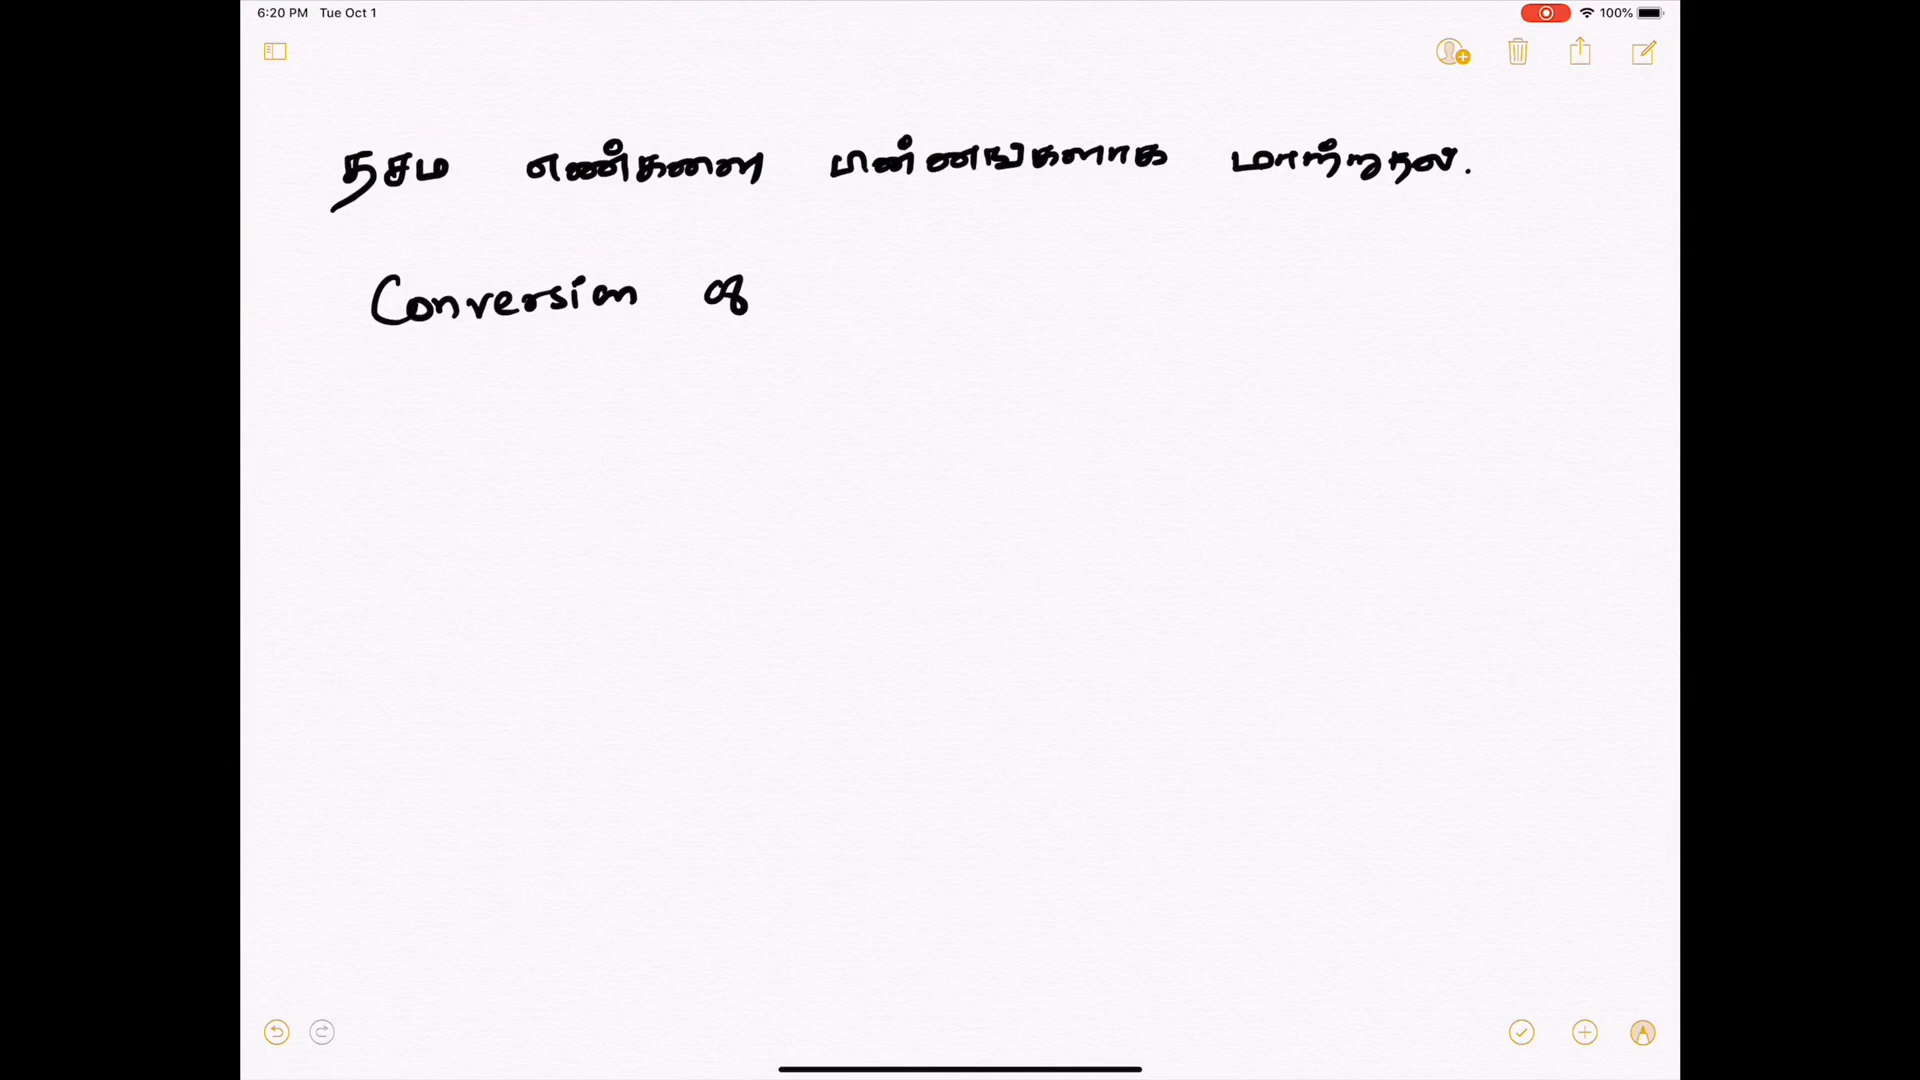 6:20 PM Tue Oct 1 100%
தசம எண்களை பின்னங்களாக மாற்றுதல்.
Conversion of